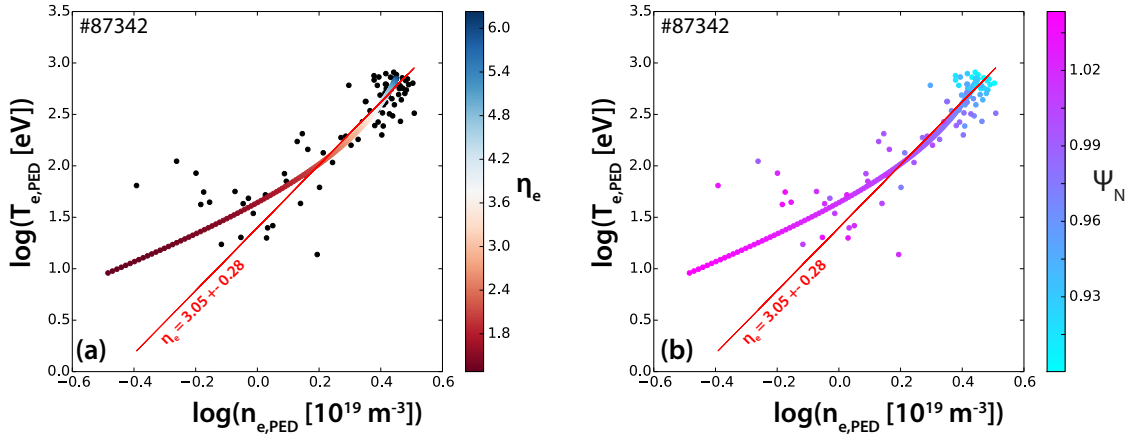 #87342
log(T_e,PED [eV])
3.5
3.0
2.5
2.0
1.5
1.0
0.5
0.0
−0.6 −0.4 −0.2 0.0 0.2 0.4 0.6
log(n_e,PED [10^19 m^-3])
(a)
η_e = 3.05 +- 0.28
6.0
5.4
4.8
4.2
3.6
3.0
2.4
1.8
η_e
#87342
log(T_e,PED [eV])
3.5
3.0
2.5
2.0
1.5
1.0
0.5
0.0
−0.6 −0.4 −0.2 0.0 0.2 0.4 0.6
log(n_e,PED [10^19 m^-3])
(b)
η_e = 3.05 +- 0.28
1.02
0.99
0.96
0.93
Ψ_N